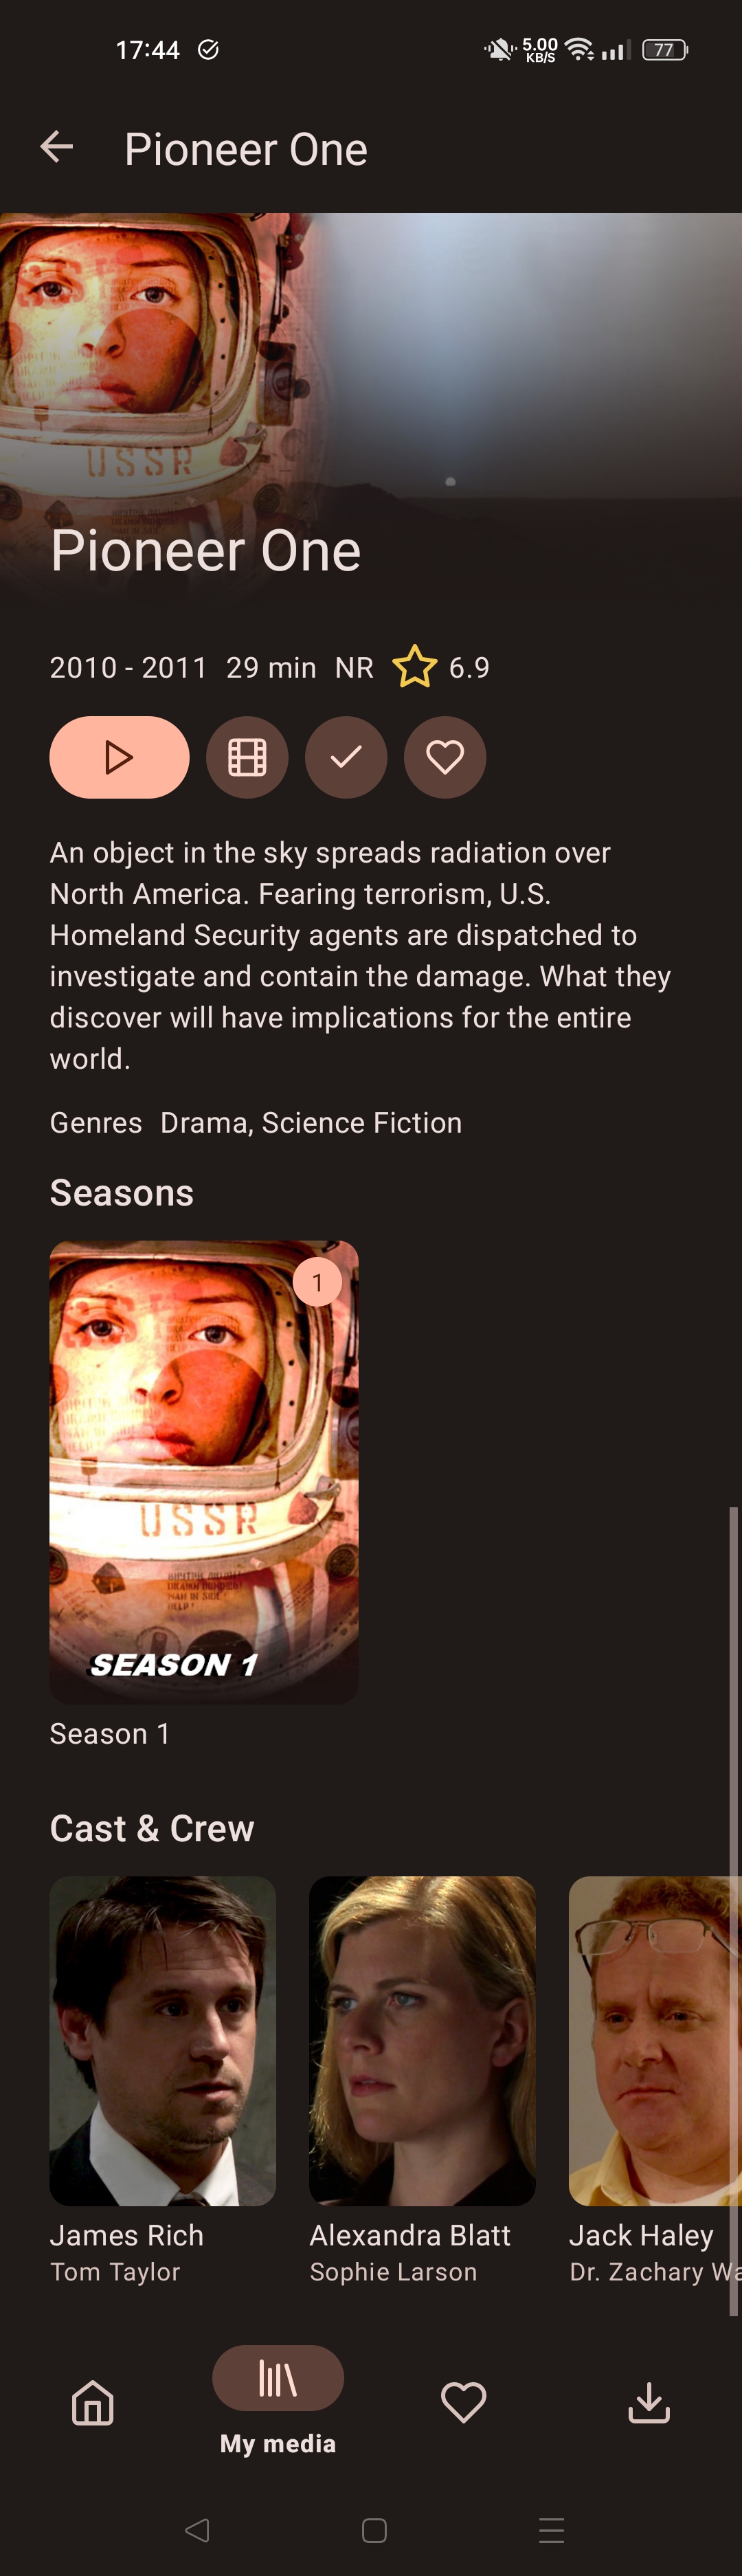 17:44
5.00
KB/S
77
Pioneer One
USSR
Pioneer One
2010 - 2011 29 min NR 6.9
An object in the sky spreads radiation over
North America. Fearing terrorism, U.S.
Homeland Security agents are dispatched to
investigate and contain the damage. What they
discover will have implications for the entire
world.
Genres Drama, Science Fiction
Seasons
1
USSR
MAN IN SIDE
HELP!
SEASON 1
Season 1
Cast & Crew
James Rich
Tom Taylor
Alexandra Blatt
Sophie Larson
Jack Haley
Dr. Zachary Wa
My media